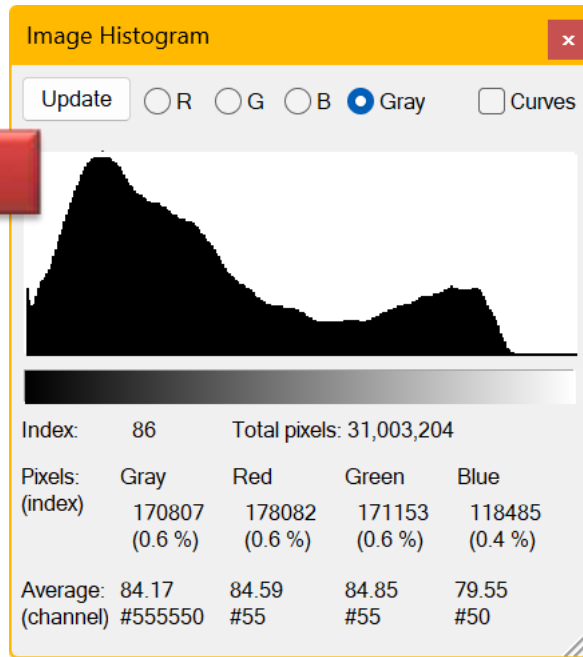 Image Histogram
x
Update R G B Gray Curves
Index: 86 Total pixels: 31,003,204
Pixels: Gray Red Green Blue
(index) 170807 178082 171153 118485
(0.6 %) (0.6 %) (0.6 %) (0.4 %)
Average: 84.17 84.59 84.85 79.55
(channel) #555550 #55 #55 #50